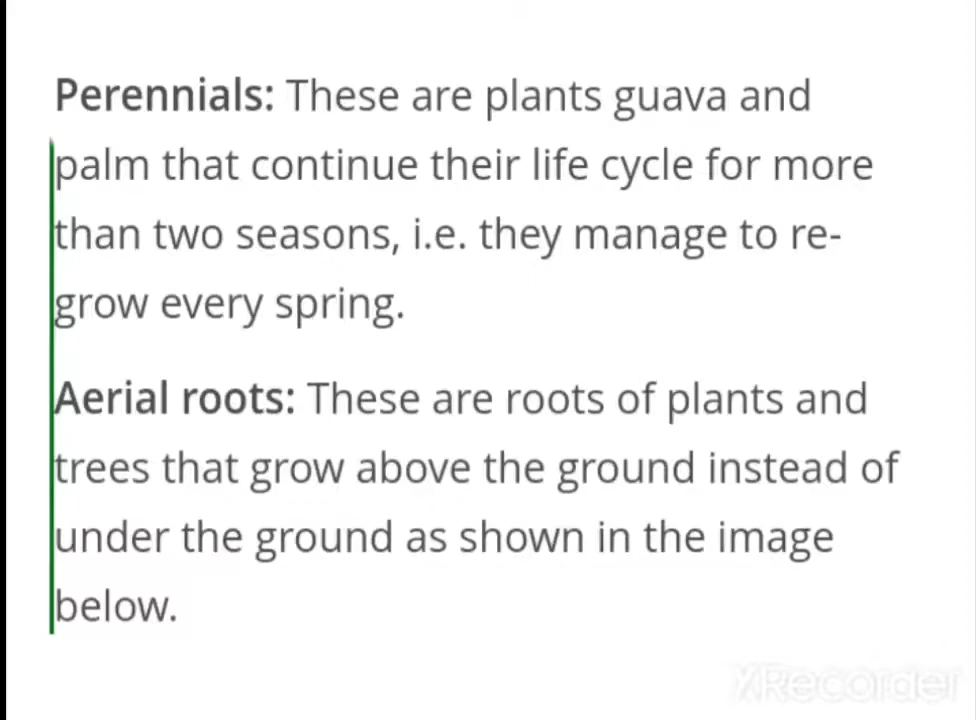 Perennials: These are plants guava and
palm that continue their life cycle for more
than two seasons, i.e. they manage to re-
grow every spring.
Aerial roots: These are roots of plants and
trees that grow above the ground instead of
under the ground as shown in the image
below.
XRecorder